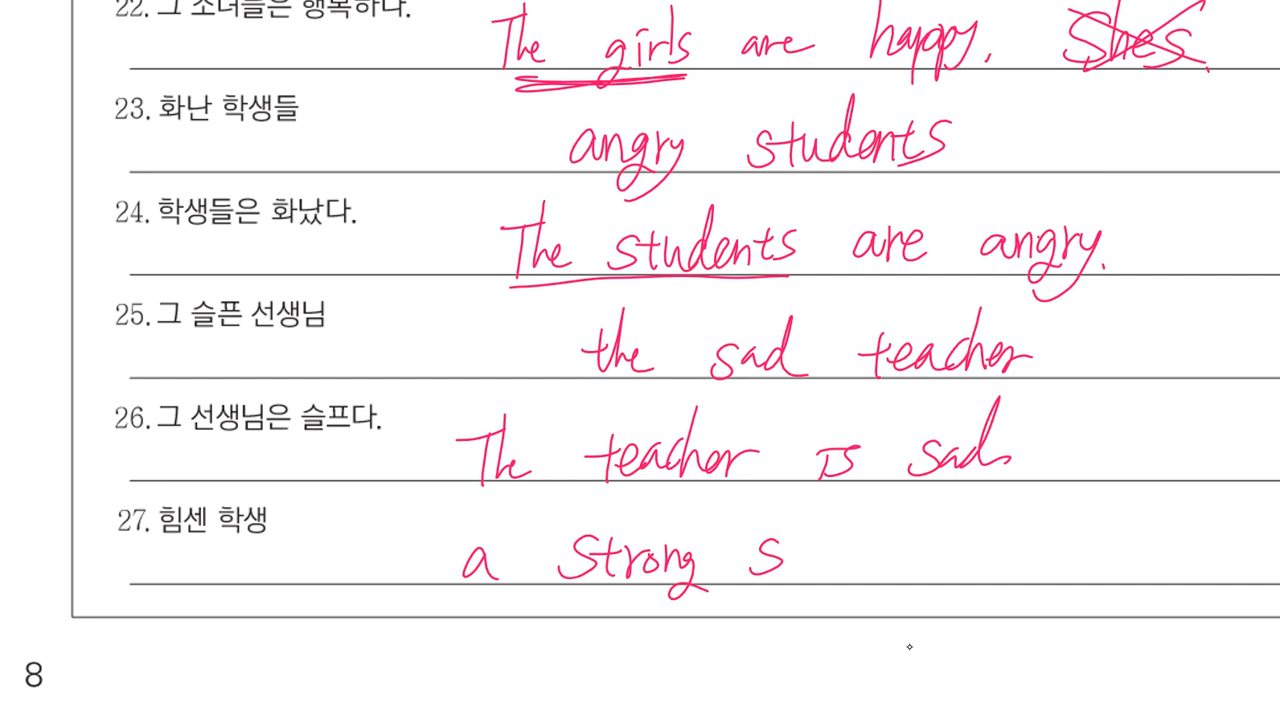 22. 그 소녀들은 행복하다.
The girls are happy. Shes.
23. 화난 학생들
angry students
24. 학생들은 화났다.
The students are angry.
25. 그 슬픈 선생님
the sad teacher
26. 그 선생님은 슬프다.
The teacher is sad.
27. 힘센 학생
a strong s
8